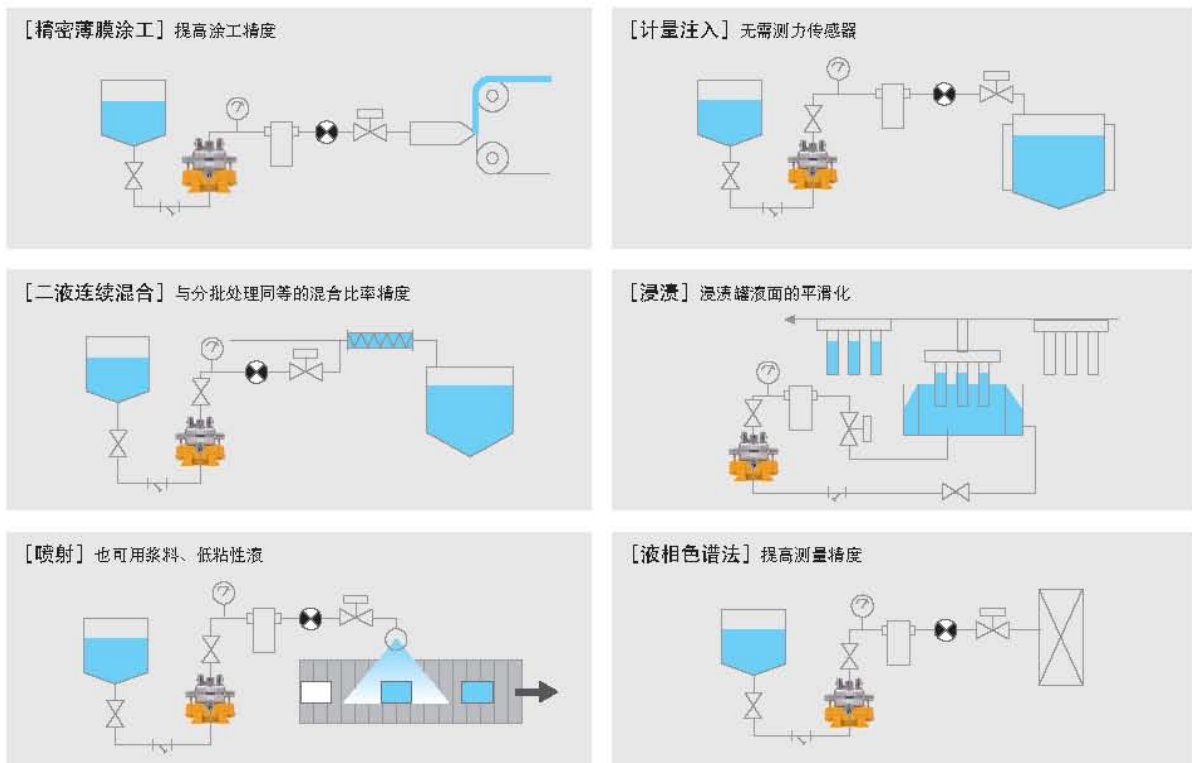 [精密薄膜涂工] 提高涂工精度
[计量注入] 无需测力传感器
[二液连续混合] 与分批处理同等的混合比率精度
[浸渍] 浸渍罐液面的平滑化
[喷射] 也可用浆料、低粘性液
[液相色谱法] 提高测量精度